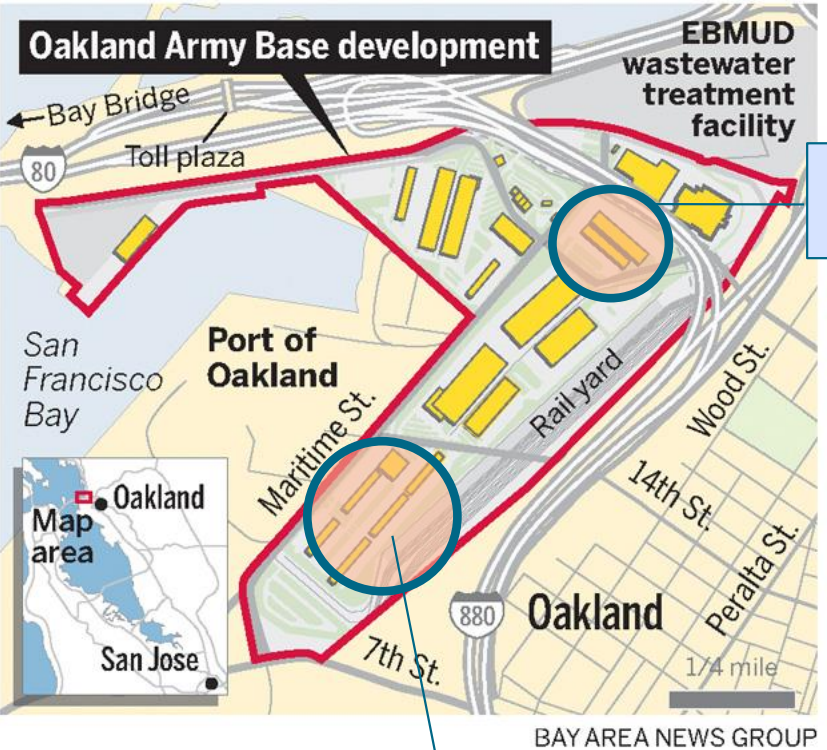 Oakland Army Base development
EBMUD
wastewater
treatment
facility
Bay Bridge
Toll plaza
80
San
Francisco
Bay
Port of
Oakland
Maritime St.
Rail yard
Wood St.
14th St.
Peralta St.
Oakland
Map
area
San Jose
880
Oakland
7th St.
1/4 mile
BAY AREA NEWS GROUP